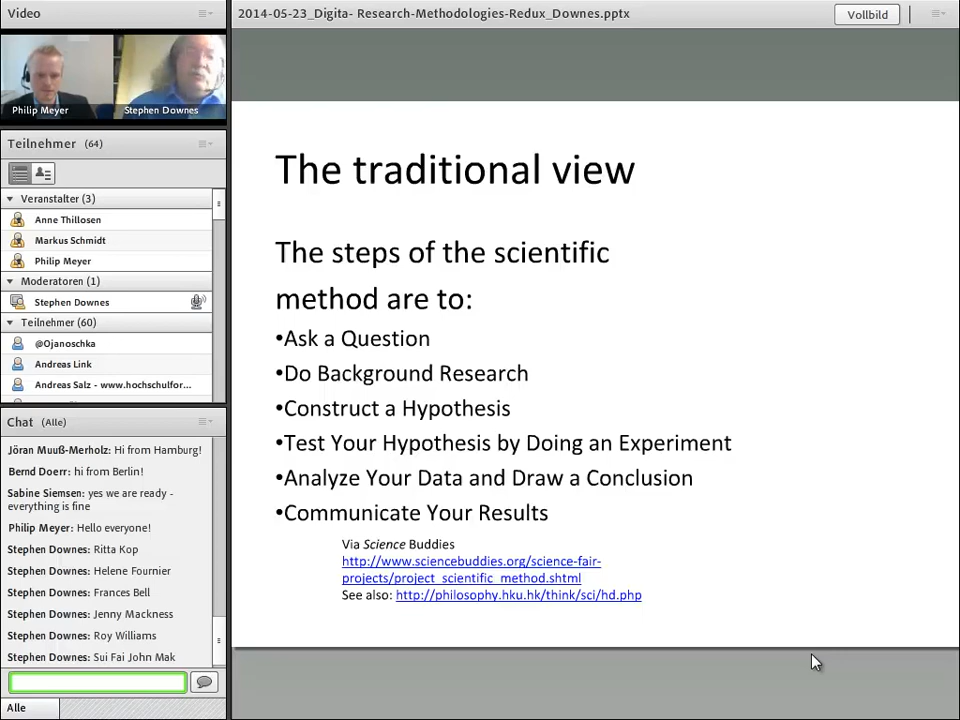 Video
2014-05-23_Digita- Research-Methodologies-Redux_Downes.pptx
Vollbild
Philip Meyer
Stephen Downes
Teilnehmer (64)
Veranstalter (3)
Anne Thillosen
Markus Schmidt
Philip Meyer
Moderatoren (1)
Stephen Downes
Teilnehmer (60)
@Ojanoschka
Andreas Link
Andreas Salz - www.hochschulfor...
Chat (Alle)
Jöran Muuß-Merholz: Hi from Hamburg!
Bernd Doerr: hi from Berlin!
Sabine Siemsen: yes we are ready -
everything is fine
Philip Meyer: Hello everyone!
Stephen Downes: Ritta Kop
Stephen Downes: Helene Fournier
Stephen Downes: Frances Bell
Stephen Downes: Jenny Mackness
Stephen Downes: Roy Williams
Stephen Downes: Sui Fai John Mak
Alle
The traditional view
The steps of the scientific
method are to:
•Ask a Question
•Do Background Research
•Construct a Hypothesis
•Test Your Hypothesis by Doing an Experiment
•Analyze Your Data and Draw a Conclusion
•Communicate Your Results
Via Science Buddies
http://www.sciencebuddies.org/science-fair-
projects/project_scientific_method.shtml
See also: http://philosophy.hku.hk/think/sci/hd.php